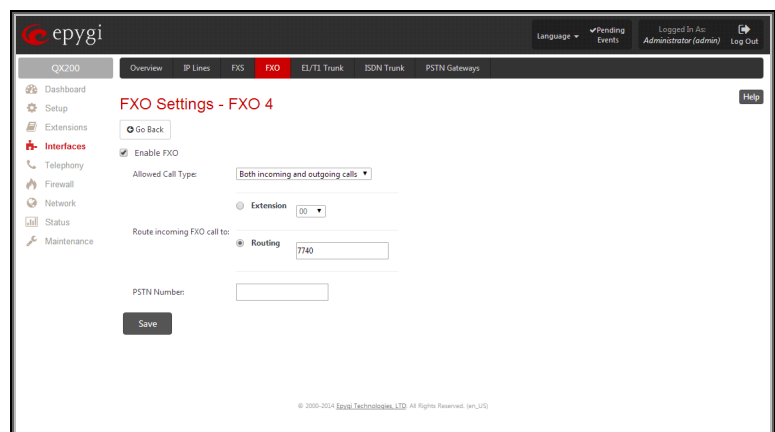 epygi
Language
Pending Events
Logged In As: Administrator (admin)
Log Out
QX200
Overview IP Lines FXS FXO E1/T1 Trunk ISDN Trunk PSTN Gateways
Dashboard
Setup
Extensions
Interfaces
Telephony
Firewall
Network
Status
Maintenance
FXO Settings - FXO 4
Help
Go Back
Enable FXO
Allowed Call Type: Both incoming and outgoing calls
Route incoming FXO call to:
Extension 00
Routing 7740
PSTN Number:
Save
© 2000-2014 Epygi Technologies, LTD. All Rights Reserved. (en_US)